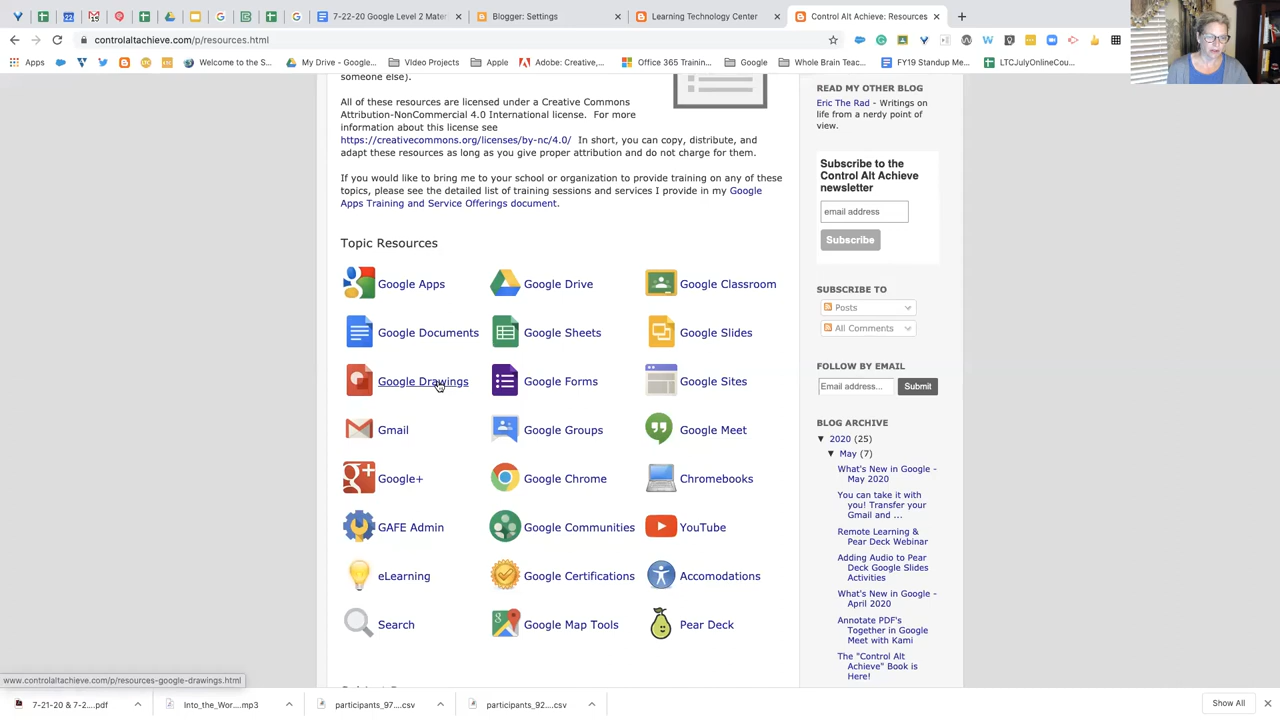 7-22-20 Google Level 2 Mater
Blogger: Settings
Learning Technology Center
Control Alt Achieve: Resources
controlaltachieve.com/p/resources.html
Apps
Welcome to the S...
My Drive - Google...
Video Projects
Apple
Adobe: Creative,...
Office 365 Trainin...
Google
Whole Brain Teac...
FY19 Standup Me...
LTCJulyOnlineCou...
someone else).
All of these resources are licensed under a Creative Commons
Attribution-NonCommercial 4.0 International license. For more
information about this license see
https://creativecommons.org/licenses/by-nc/4.0/ In short, you can copy, distribute, and
adapt these resources as long as you give proper attribution and do not charge for them.
If you would like to bring me to your school or organization to provide training on any of these
topics, please see the detailed list of training sessions and services I provide in my Google
Apps Training and Service Offerings document.
Topic Resources
Google Apps
Google Drive
Google Classroom
Google Documents
Google Sheets
Google Slides
Google Drawings
Google Forms
Google Sites
Gmail
Google Groups
Google Meet
Google+
Google Chrome
Chromebooks
GAFE Admin
Google Communities
YouTube
eLearning
Google Certifications
Accomodations
Search
Google Map Tools
Pear Deck
READ MY OTHER BLOG
Eric The Rad - Writings on
life from a nerdy point of
view.
Subscribe to the
Control Alt Achieve
newsletter
email address
Subscribe
SUBSCRIBE TO
Posts
All Comments
FOLLOW BY EMAIL
Email address...
Submit
BLOG ARCHIVE
▼ 2020 (25)
▼ May (7)
What's New in Google -
May 2020
You can take it with
you! Transfer your
Gmail and ...
Remote Learning &
Pear Deck Webinar
Adding Audio to Pear
Deck Google Slides
Activities
What's New in Google -
April 2020
Annotate PDF's
Together in Google
Meet with Kami
The "Control Alt
Achieve" Book is
Here!
www.controlaltachieve.com/p/resources-google-drawings.html
7-21-20 & 7-2....pdf
Into_the_Wor...mp3
participants_97....csv
participants_92....csv
Show All